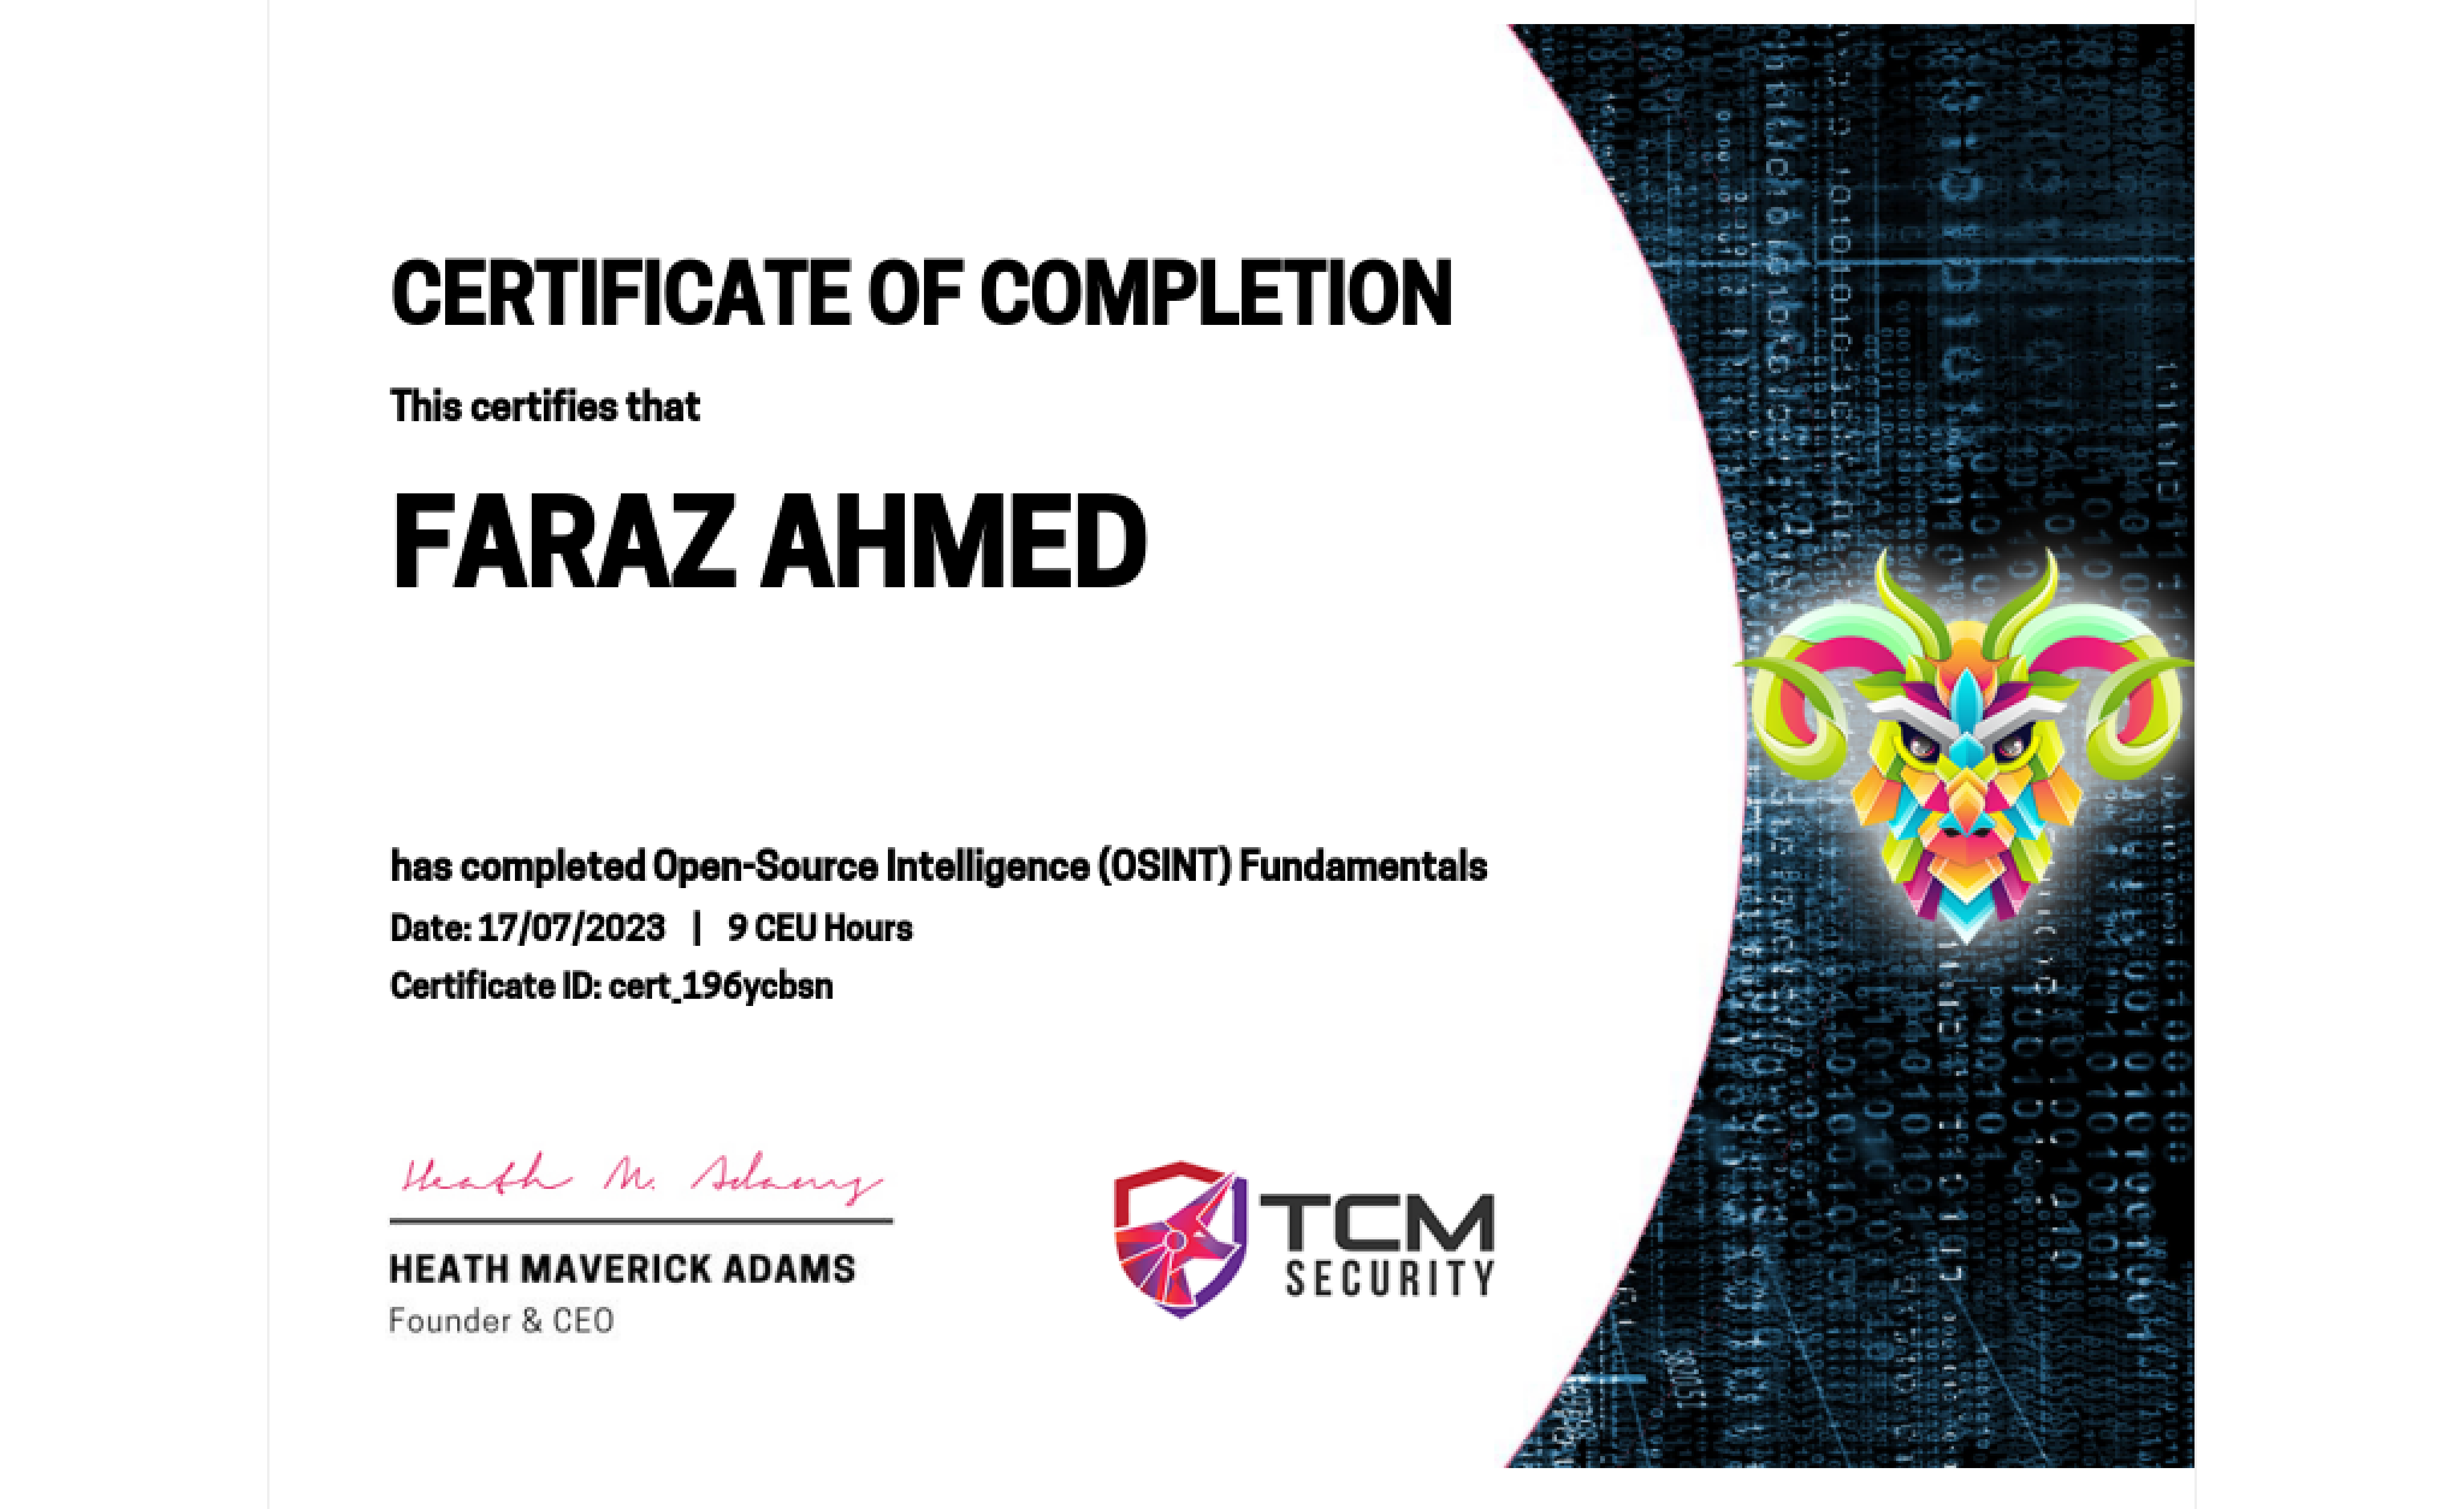 CERTIFICATE OF COMPLETION
This certifies that
FARAZ AHMED
has completed Open-Source Intelligence (OSINT) Fundamentals
Date: 17/07/2023 | 9 CEU Hours
Certificate ID: cert_196ycbsn
Heath M. Adams
HEATH MAVERICK ADAMS
Founder & CEO
TCM
SECURITY